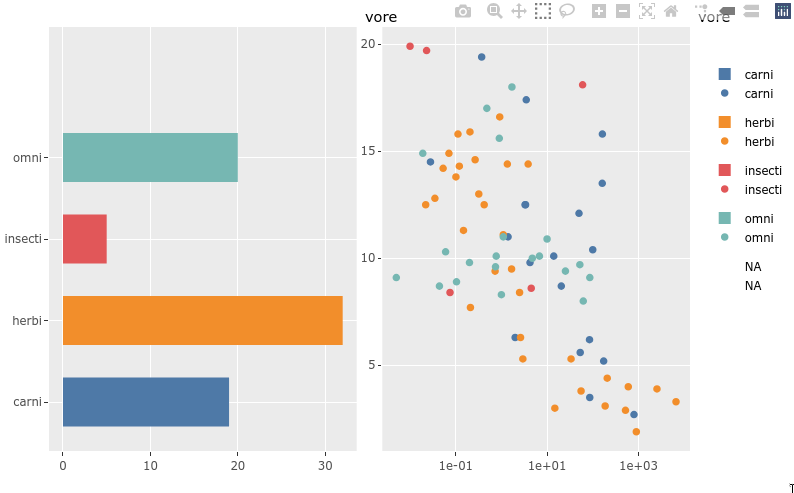 vore
vore
omni
insecti
herbi
carni
0
10
20
30
20
15
10
5
1e-01
1e+01
1e+03
carni
carni
herbi
herbi
insecti
insecti
omni
omni
NA
NA